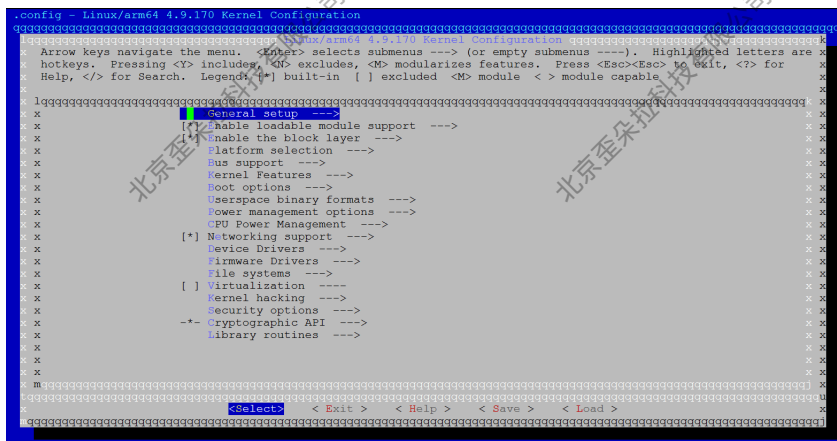 .config - Linux/arm64 4.9.170 Kernel Configuration
Linux/arm64 4.9.170 Kernel Configuration
Arrow keys navigate the menu. <Enter> selects submenus ---> (or empty submenus ----). Highlighted letters are
hotkeys. Pressing <Y> includes, <N> excludes, <M> modularizes features. Press <Esc><Esc> to exit, <?> for
Help, </> for Search. Legend: [*] built-in [ ] excluded <M> module < > module capable
General setup --->
[*] Enable loadable module support --->
[*] Enable the block layer --->
Platform selection --->
Bus support --->
Kernel Features --->
Boot options --->
Userspace binary formats --->
Power management options --->
CPU Power Management --->
[*] Networking support --->
Device Drivers --->
Firmware Drivers --->
File systems --->
[ ] Virtualization ----
Kernel hacking --->
Security options --->
-*- Cryptographic API --->
Library routines --->
<Select> < Exit > < Help > < Save > < Load >
北京歪朵拉科技有限公司
北京歪朵拉科技有限公司